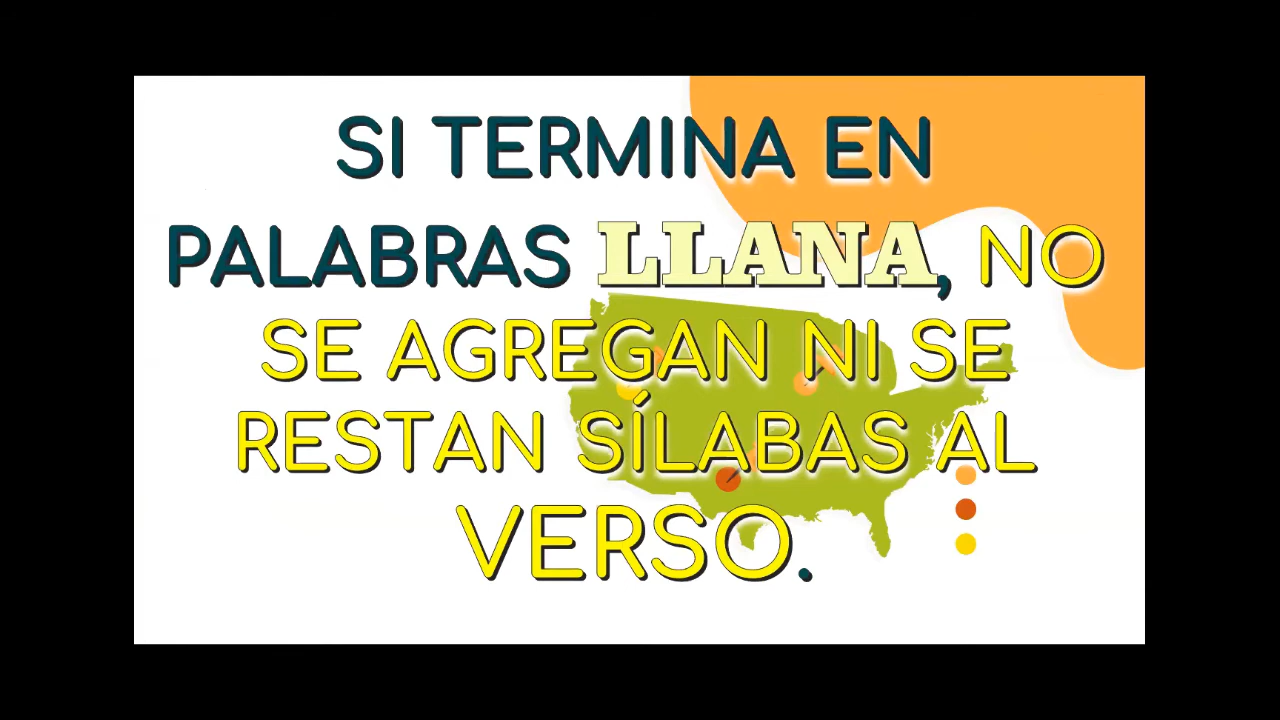 SI TERMINA EN
PALABRAS LLANA, NO
SE AGREGAN NI SE
RESTAN SÍLABAS AL
VERSO.